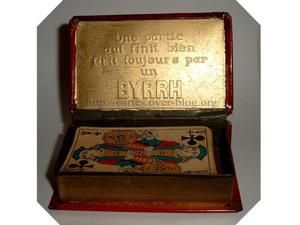 Une partie
qui finit bien
finit toujours par
un
BYRRH
http://cartes.over-blog.org/